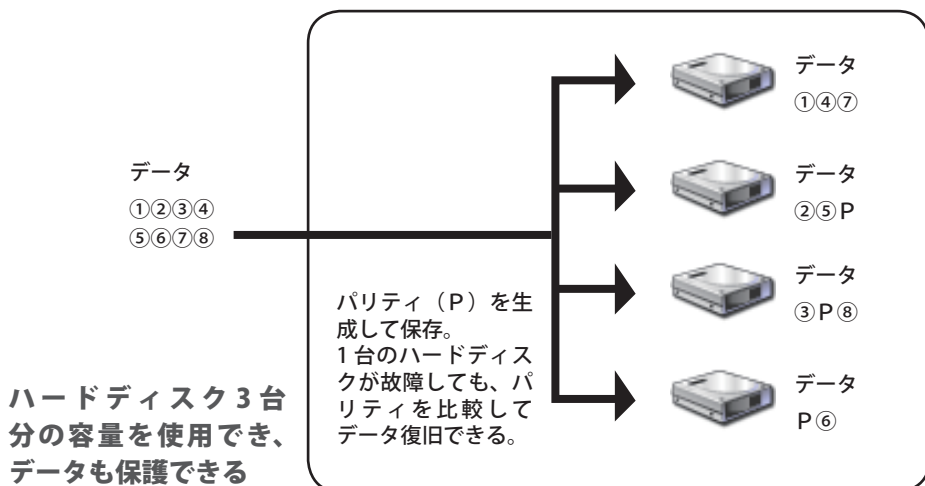 データ
①②③④
⑤⑥⑦⑧
ハードディスク3台
分の容量を使用でき、
データも保護できる
パリティ（P）を生
成して保存。
1台のハードディス
クが故障しても、パ
リティを比較して
データ復旧できる。
データ
①④⑦
データ
②⑤P
データ
③P⑧
データ
P⑥